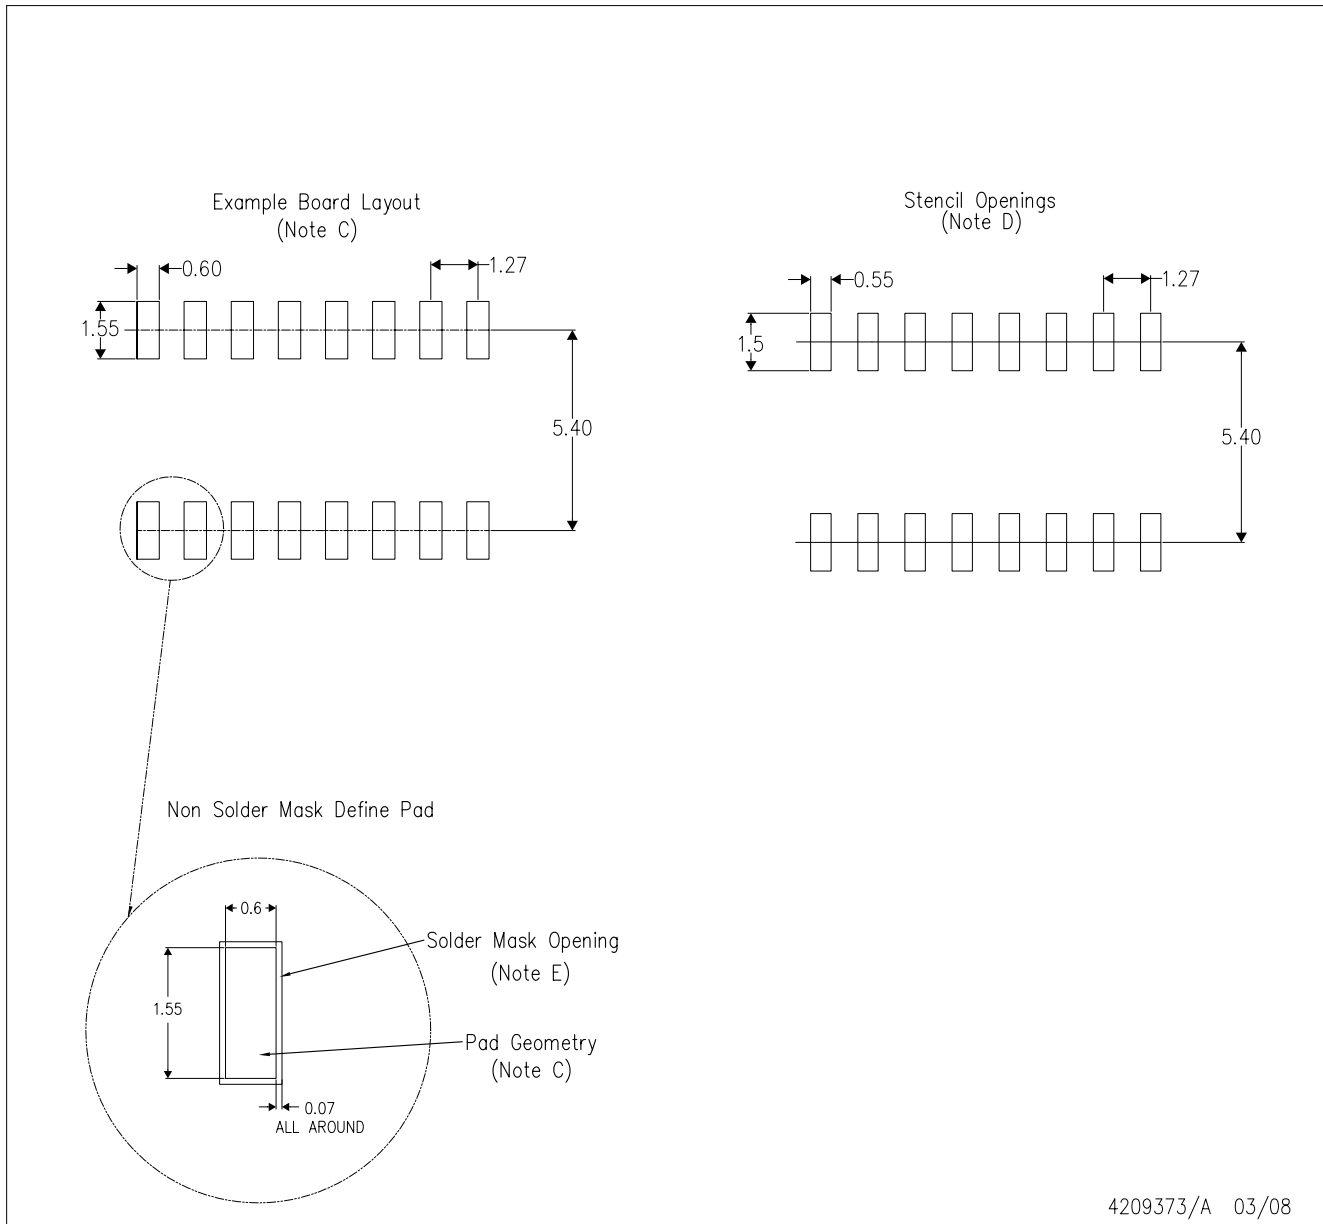 Example Board Layout
(Note C)
0.60
1.27
1.55
5.40
Stencil Openings
(Note D)
0.55
1.27
1.5
5.40
Non Solder Mask Define Pad
0.6
1.55
Solder Mask Opening
(Note E)
Pad Geometry
(Note C)
0.07
ALL AROUND
4209373/A 03/08